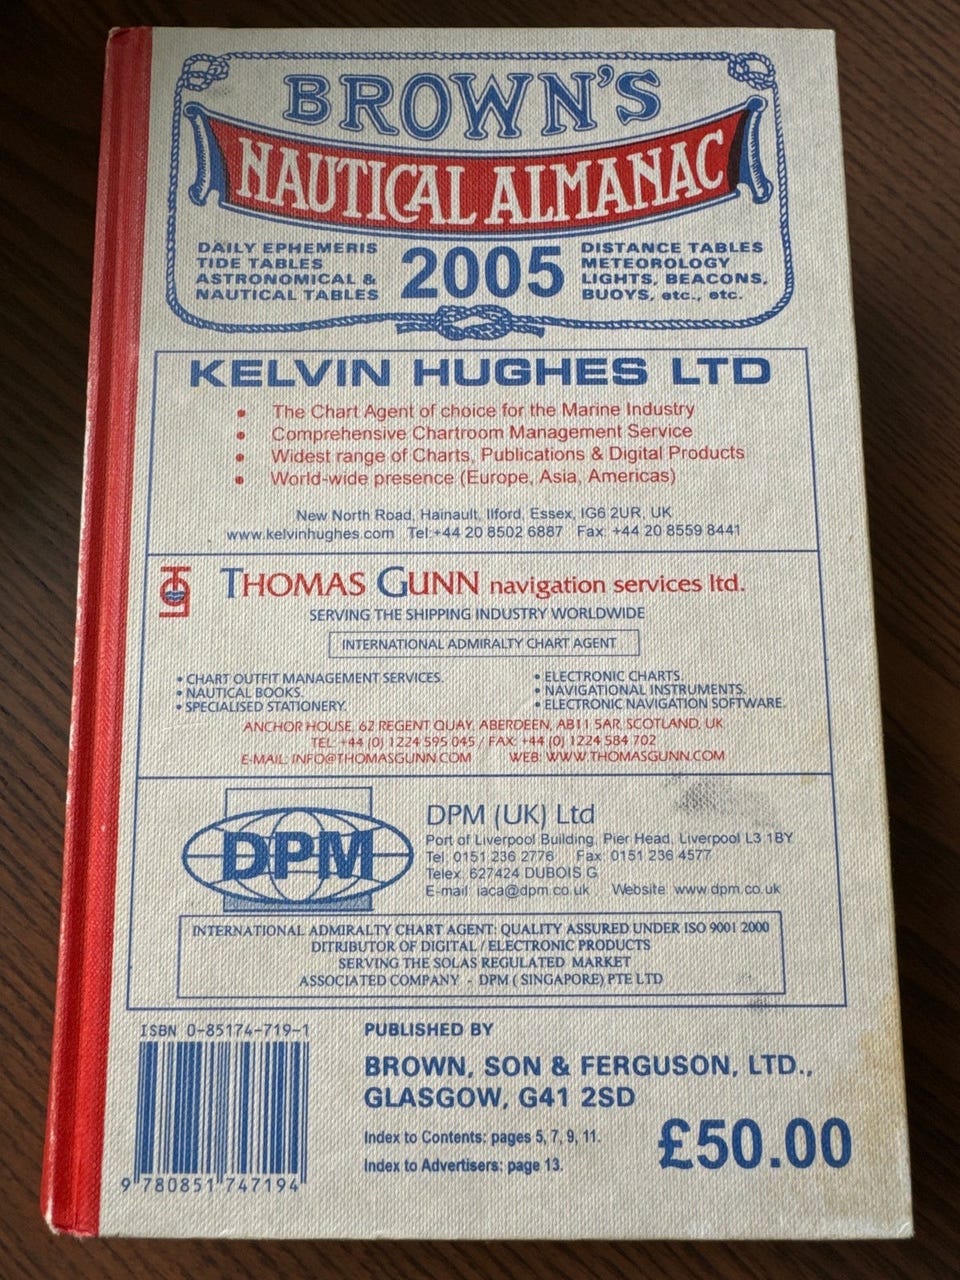 BROWN'S
NAUTICAL ALMANAC
DAILY EPHEMERIS
TIDE TABLES
ASTRONOMICAL &
NAUTICAL TABLES
2005
DISTANCE TABLES
METEOROLOGY
LIGHTS, BEACONS,
BUOYS, etc., etc.
KELVIN HUGHES LTD
• The Chart Agent of choice for the Marine Industry
• Comprehensive Chartroom Management Service
• Widest range of Charts, Publications & Digital Products
• World-wide presence (Europe, Asia, Americas)
New North Road, Hainault, Ilford, Essex, IG6 2UR, UK
www.kelvinhughes.com Tel:+44 20 8502 6887 Fax: +44 20 8559 8441
THOMAS GUNN navigation services ltd.
SERVING THE SHIPPING INDUSTRY WORLDWIDE
INTERNATIONAL ADMIRALTY CHART AGENT
• CHART OUTFIT MANAGEMENT SERVICES.
• NAUTICAL BOOKS.
• SPECIALISED STATIONERY.
• ELECTRONIC CHARTS.
• NAVIGATIONAL INSTRUMENTS.
• ELECTRONIC NAVIGATION SOFTWARE.
ANCHOR HOUSE, 62 REGENT QUAY, ABERDEEN, AB11 5AR, SCOTLAND, UK
TEL: +44 (0) 1224 595 045 / FAX: +44 (0) 1224 584 702
E-MAIL: INFO@THOMASGUNN.COM WEB: WWW.THOMASGUNN.COM
DPM
DPM (UK) Ltd
Port of Liverpool Building, Pier Head, Liverpool L3 1BY
Tel: 0151 236 2776 Fax: 0151 236 4577
Telex: 627424 DUBOIS G
E-mail: iaca@dpm.co.uk Website: www.dpm.co.uk
INTERNATIONAL ADMIRALTY CHART AGENT: QUALITY ASSURED UNDER ISO 9001 2000
DITRIBUTOR OF DIGITAL / ELECTRONIC PRODUCTS
SERVING THE SOLAS REGULATED MARKET
ASSOCIATED COMPANY - DPM ( SINGAPORE) PTE LTD
ISBN 0-85174-719-1
9 780851 747194
PUBLISHED BY
BROWN, SON & FERGUSON, LTD.,
GLASGOW, G41 2SD
Index to Contents: pages 5, 7, 9, 11.
Index to Advertisers: page 13.
£50.00